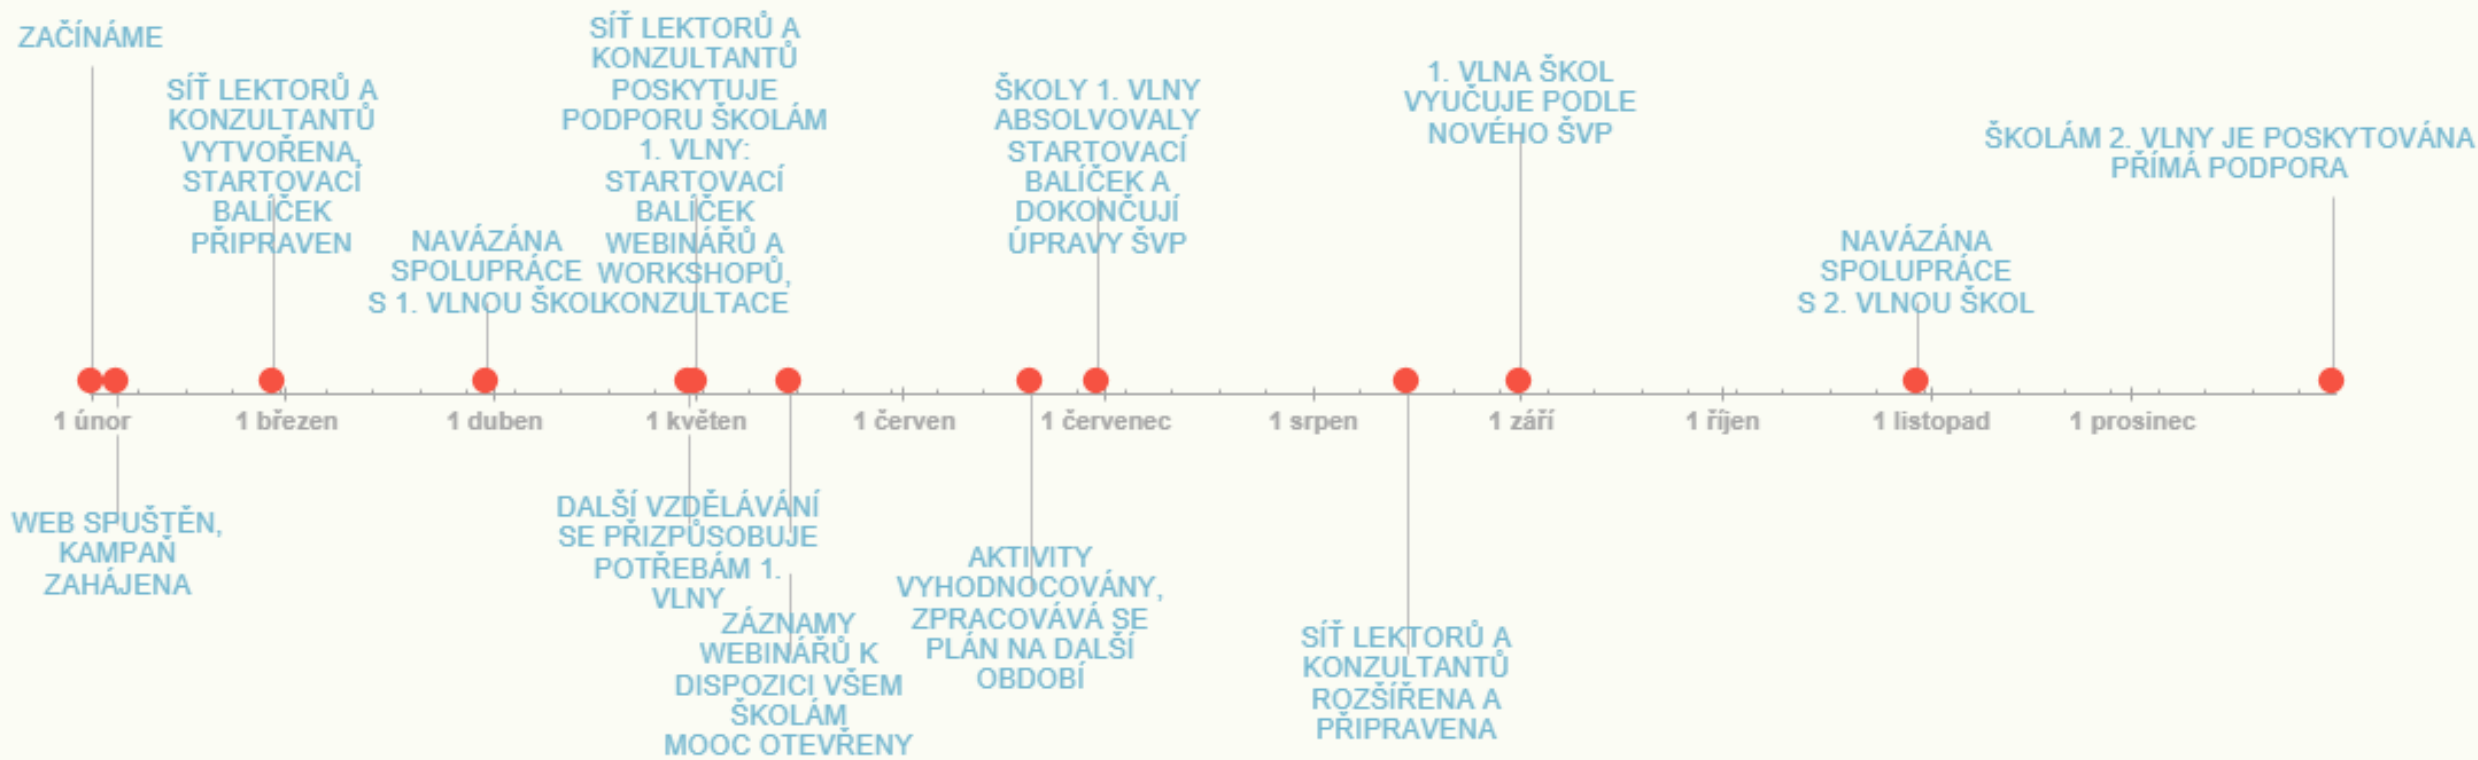 ZAČÍNÁME
SÍŤ LEKTORŮ A
KONZULTANTŮ
VYTVOŘENA,
STARTOVACÍ
BALÍČEK
PŘIPRAVEN
NAVÁZÁNA
SPOLUPRÁCE
S 1. VLNOU ŠKOL
SÍŤ LEKTORŮ A
KONZULTANTŮ
POSKYTUJE
PODPORU ŠKOLÁM
1. VLNY:
STARTOVACÍ
BALÍČEK
WEBINÁŘŮ A
WORKSHOPŮ,
KONZULTACE
ŠKOLY 1. VLNY
ABSOLVOVALY
STARTOVACÍ
BALÍČEK A
DOKONČUJÍ
ÚPRAVY ŠVP
1. VLNA ŠKOL
VYUČUJE PODLE
NOVÉHO ŠVP
NAVÁZÁNA
SPOLUPRÁCE
S 2. VLNOU ŠKOL
ŠKOLÁM 2. VLNY JE POSKYTOVÁNA
PŘÍMÁ PODPORA
1 únor
1 březen
1 duben
1 květen
1 červen
1 červenec
1 srpen
1 září
1 říjen
1 listopad
1 prosinec
WEB SPUŠTĚN,
KAMPAŇ
ZAHÁJENA
DALŠÍ VZDĚLÁVÁNÍ
SE PŘIZPŮSOBUJE
POTŘEBÁM 1.
VLNY
ZÁZNAMY
WEBINÁŘŮ K
DISPOZICI VŠEM
ŠKOLÁM
MOOC OTEVŘENY
AKTIVITY
VYHODNOCOVÁNY,
ZPRACOVÁVÁ SE
PLÁN NA DALŠÍ
OBDOBÍ
SÍŤ LEKTORŮ A
KONZULTANTŮ
ROZŠÍŘENA A
PŘIPRAVENA